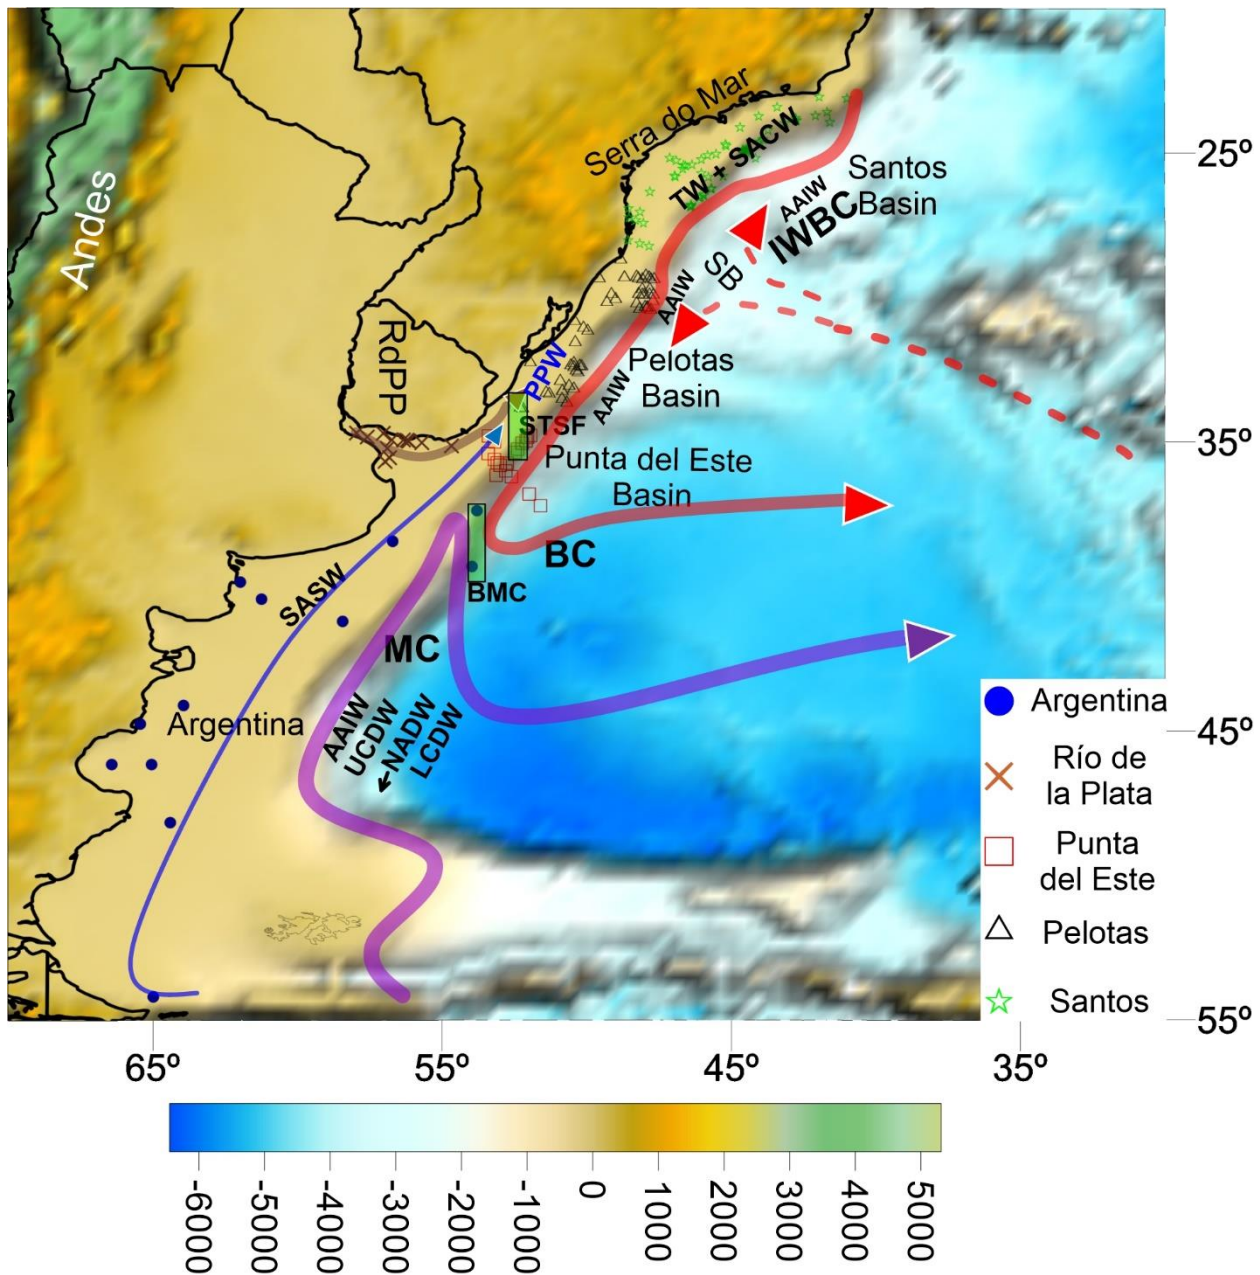 Serra do Mar
TW + SACW
25º
Santos
Basin
AAIW
IWBC
Andes
SB
AAIW
RdPP
PPW
Pelotas
Basin
AAIW
STSF
35º
Punta del Este
Basin
BC
BMC
SASW
MC
Argentina
AAIW
UCDW
NADW
LCDW
Argentina
45º
Río de
la Plata
Punta
del Este
Pelotas
Santos
55º
65º
55º
45º
35º
-6000
-5000
-4000
-3000
-2000
-1000
0
1000
2000
3000
4000
5000